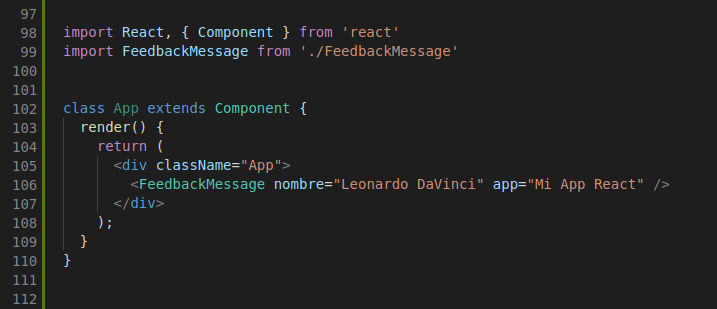 97
98 import React, { Component } from 'react'
99 import FeedbackMessage from './FeedbackMessage'
100
101
102 class App extends Component {
103   render() {
104     return (
105       <div className="App">
106         <FeedbackMessage nombre="Leonardo DaVinci" app="Mi App React" />
107       </div>
108     );
109   }
110 }
111
112